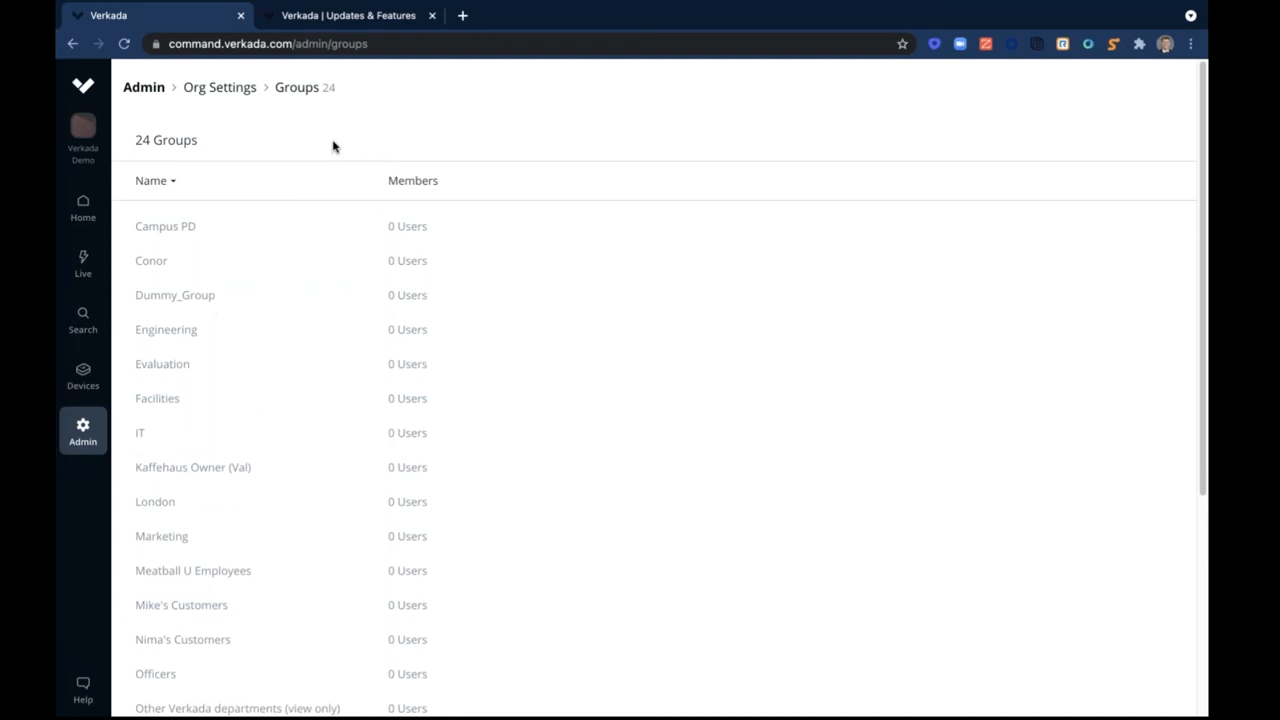 Verkada
Verkada | Updates & Features
command.verkada.com/admin/groups
Admin > Org Settings > Groups 24
Verkada
Demo
Home
Live
Search
Devices
Admin
Help
24 Groups
Name Members
Campus PD 0 Users
Conor 0 Users
Dummy_Group 0 Users
Engineering 0 Users
Evaluation 0 Users
Facilities 0 Users
IT 0 Users
Kaffehaus Owner (Val) 0 Users
London 0 Users
Marketing 0 Users
Meatball U Employees 0 Users
Mike's Customers 0 Users
Nima's Customers 0 Users
Officers 0 Users
Other Verkada departments (view only) 0 Users